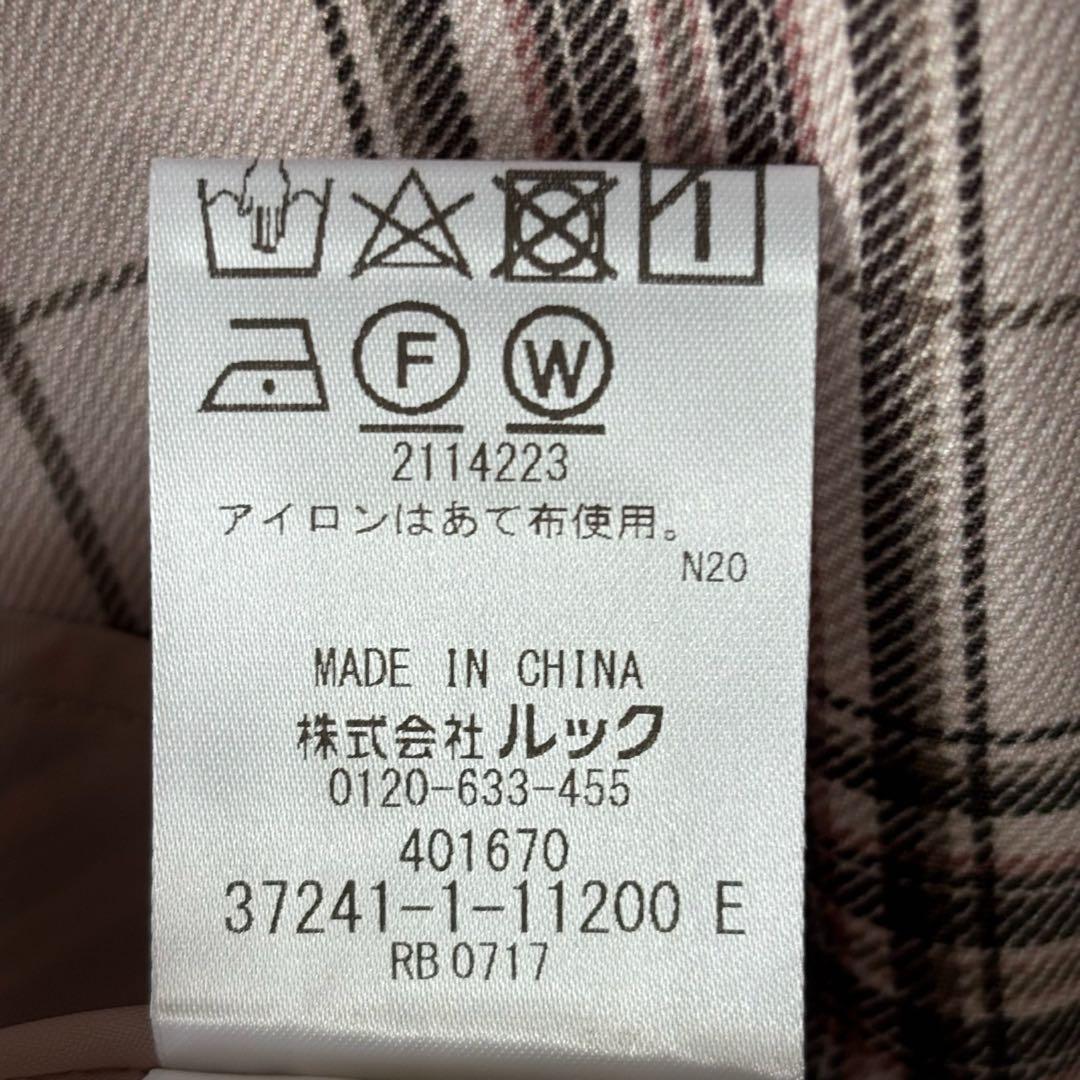 F W
2114223
アイロンはあて布使用。
N20
MADE IN CHINA
株式会社ルック
0120-633-455
401670
37241-1-11200 E
RB 0717